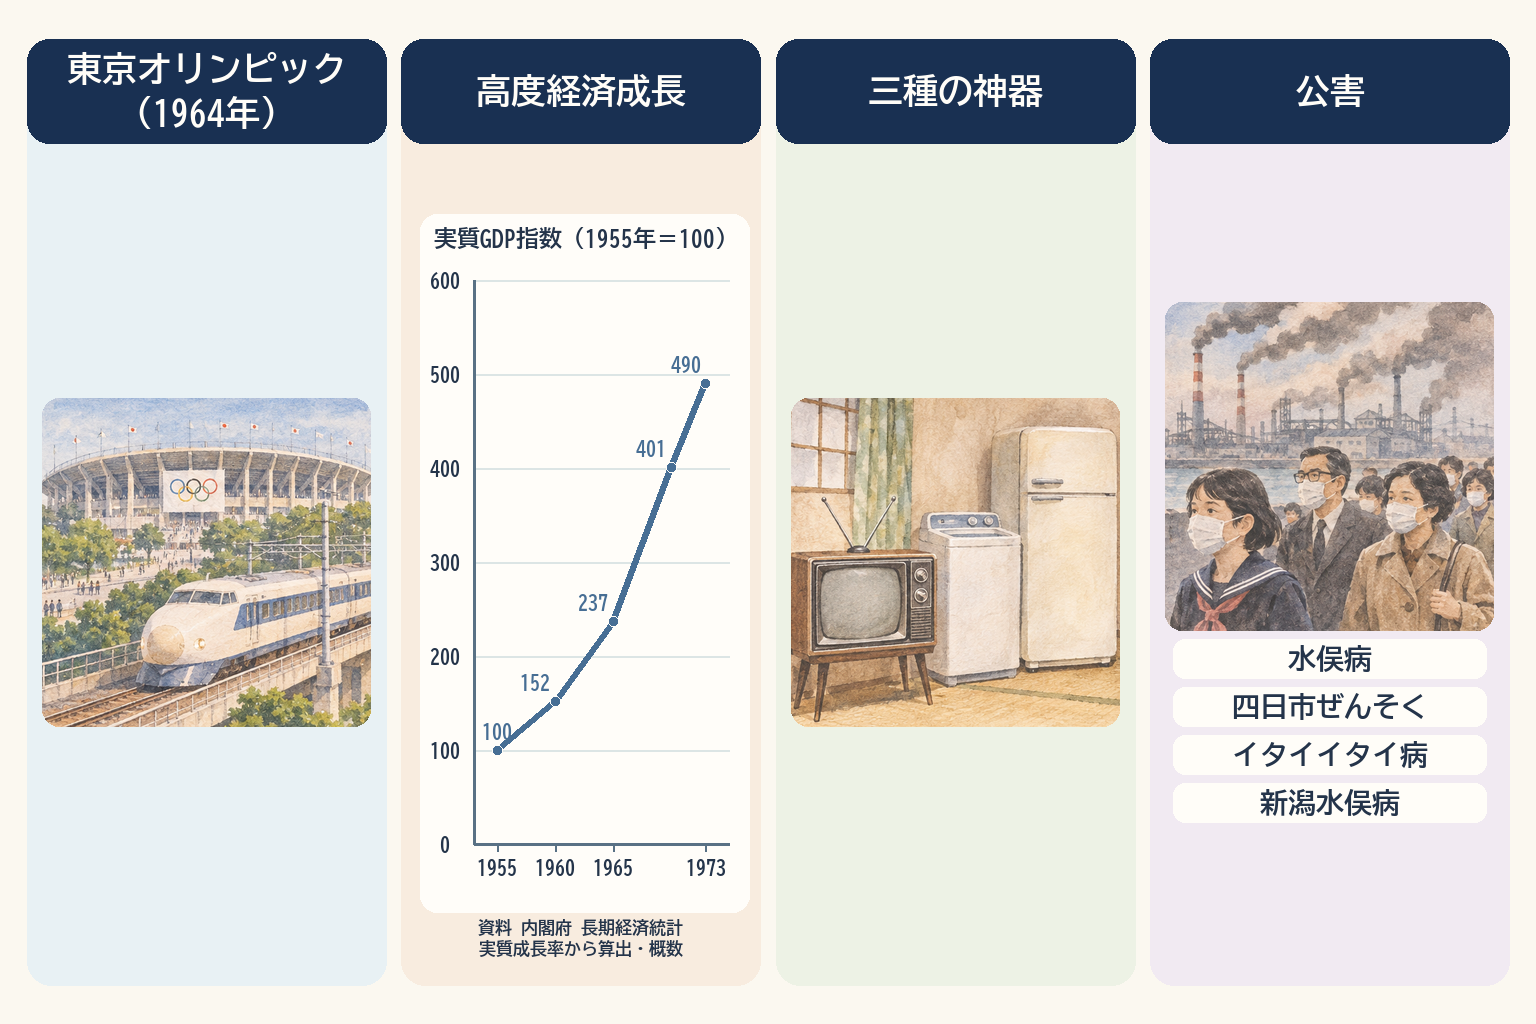 東京オリンピック
（1964年）
高度経済成長
実質GDP指数（1955年＝100）
600
500
400
300
200
100
0
490
401
237
152
100
1955
1960
1965
1973
資料 内閣府 長期経済統計
実質成長率から算出・概数
三種の神器
公害
水俣病
四日市ぜんそく
イタイイタイ病
新潟水俣病